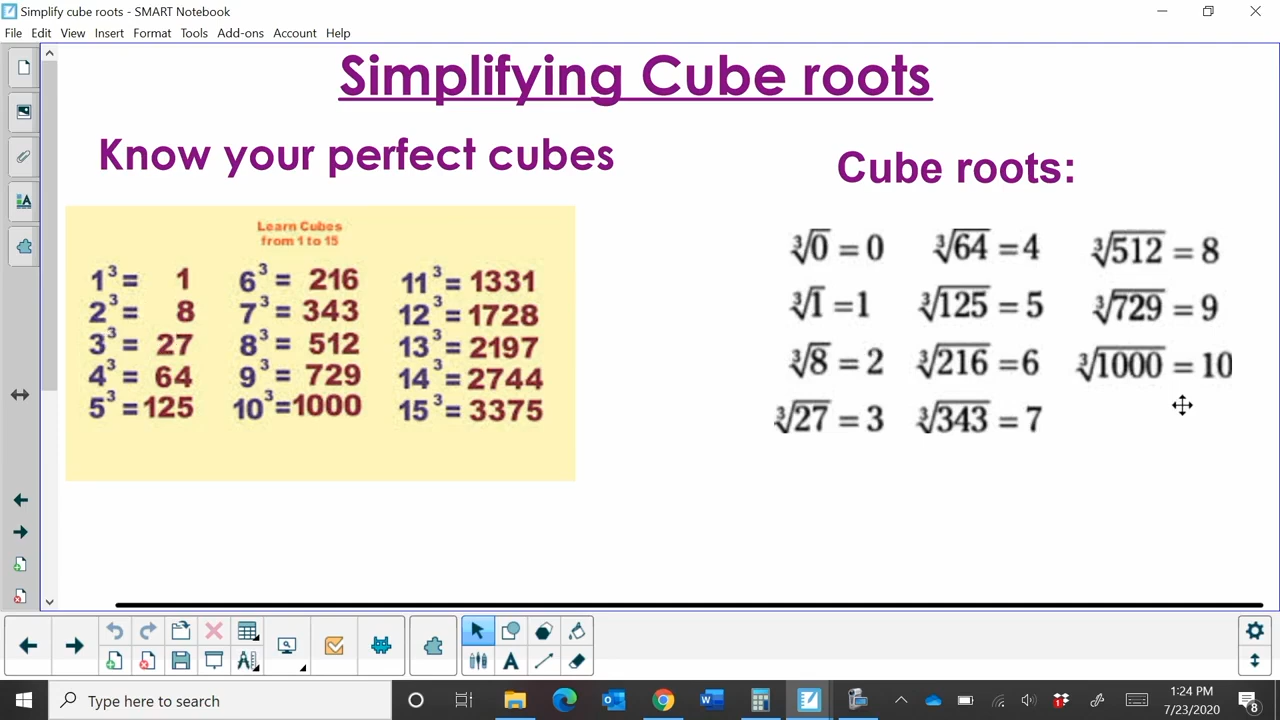 Simplify cube roots - SMART Notebook
File Edit View Insert Format Tools Add-ons Account Help
Simplifying Cube roots
Know your perfect cubes
Cube roots:
Learn Cubes
from 1 to 15
1³ = 1
2³ = 8
3³ = 27
4³ = 64
5³ = 125
6³ = 216
7³ = 343
8³ = 512
9³ = 729
10³ = 1000
11³ = 1331
12³ = 1728
13³ = 2197
14³ = 2744
15³ = 3375
∛0 = 0
∛1 = 1
∛8 = 2
∛27 = 3
∛64 = 4
∛125 = 5
∛216 = 6
∛343 = 7
∛512 = 8
∛729 = 9
∛1000 = 10
Type here to search
1:24 PM
7/23/2020
8